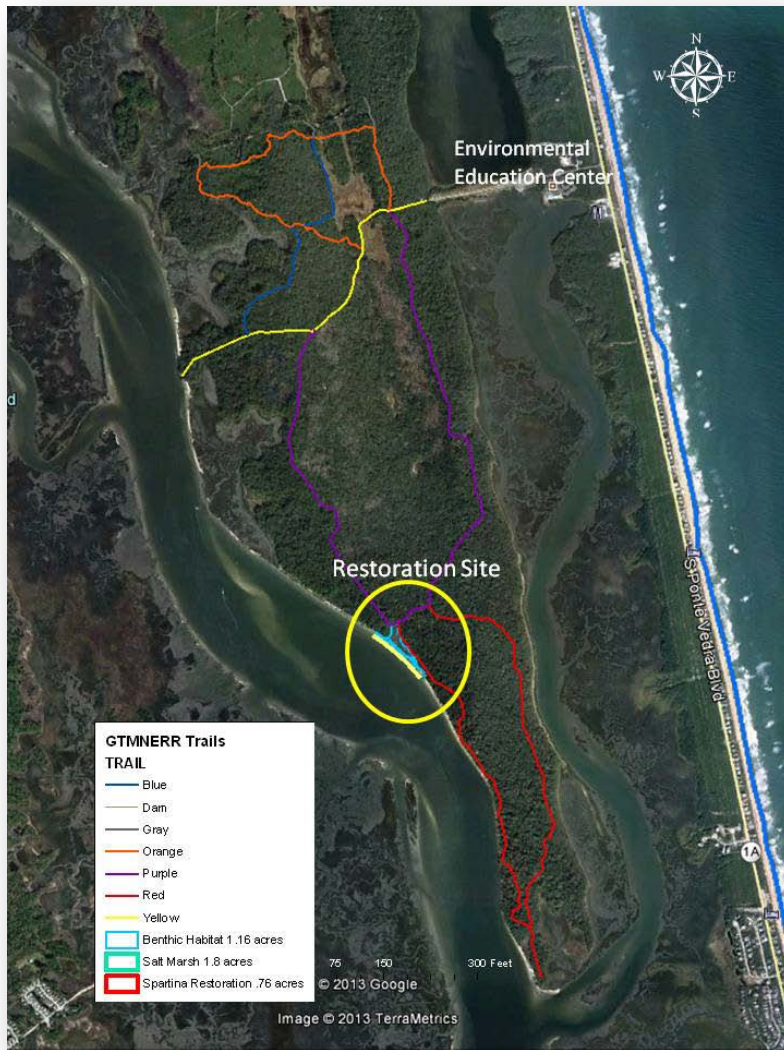 N
W E
S
Environmental
Education Center
d
Restoration Site
S Ponte Vedra Blvd
1A
GTMNERR Trails
TRAIL
Blue
Dam
Gray
Orange
Purple
Red
Yellow
Benthic Habitat 1.16 acres
Salt Marsh 1.8 acres
Spartina Restoration .76 acres
75 150 300 Feet
© 2013 Google
Image © 2013 TerraMetrics